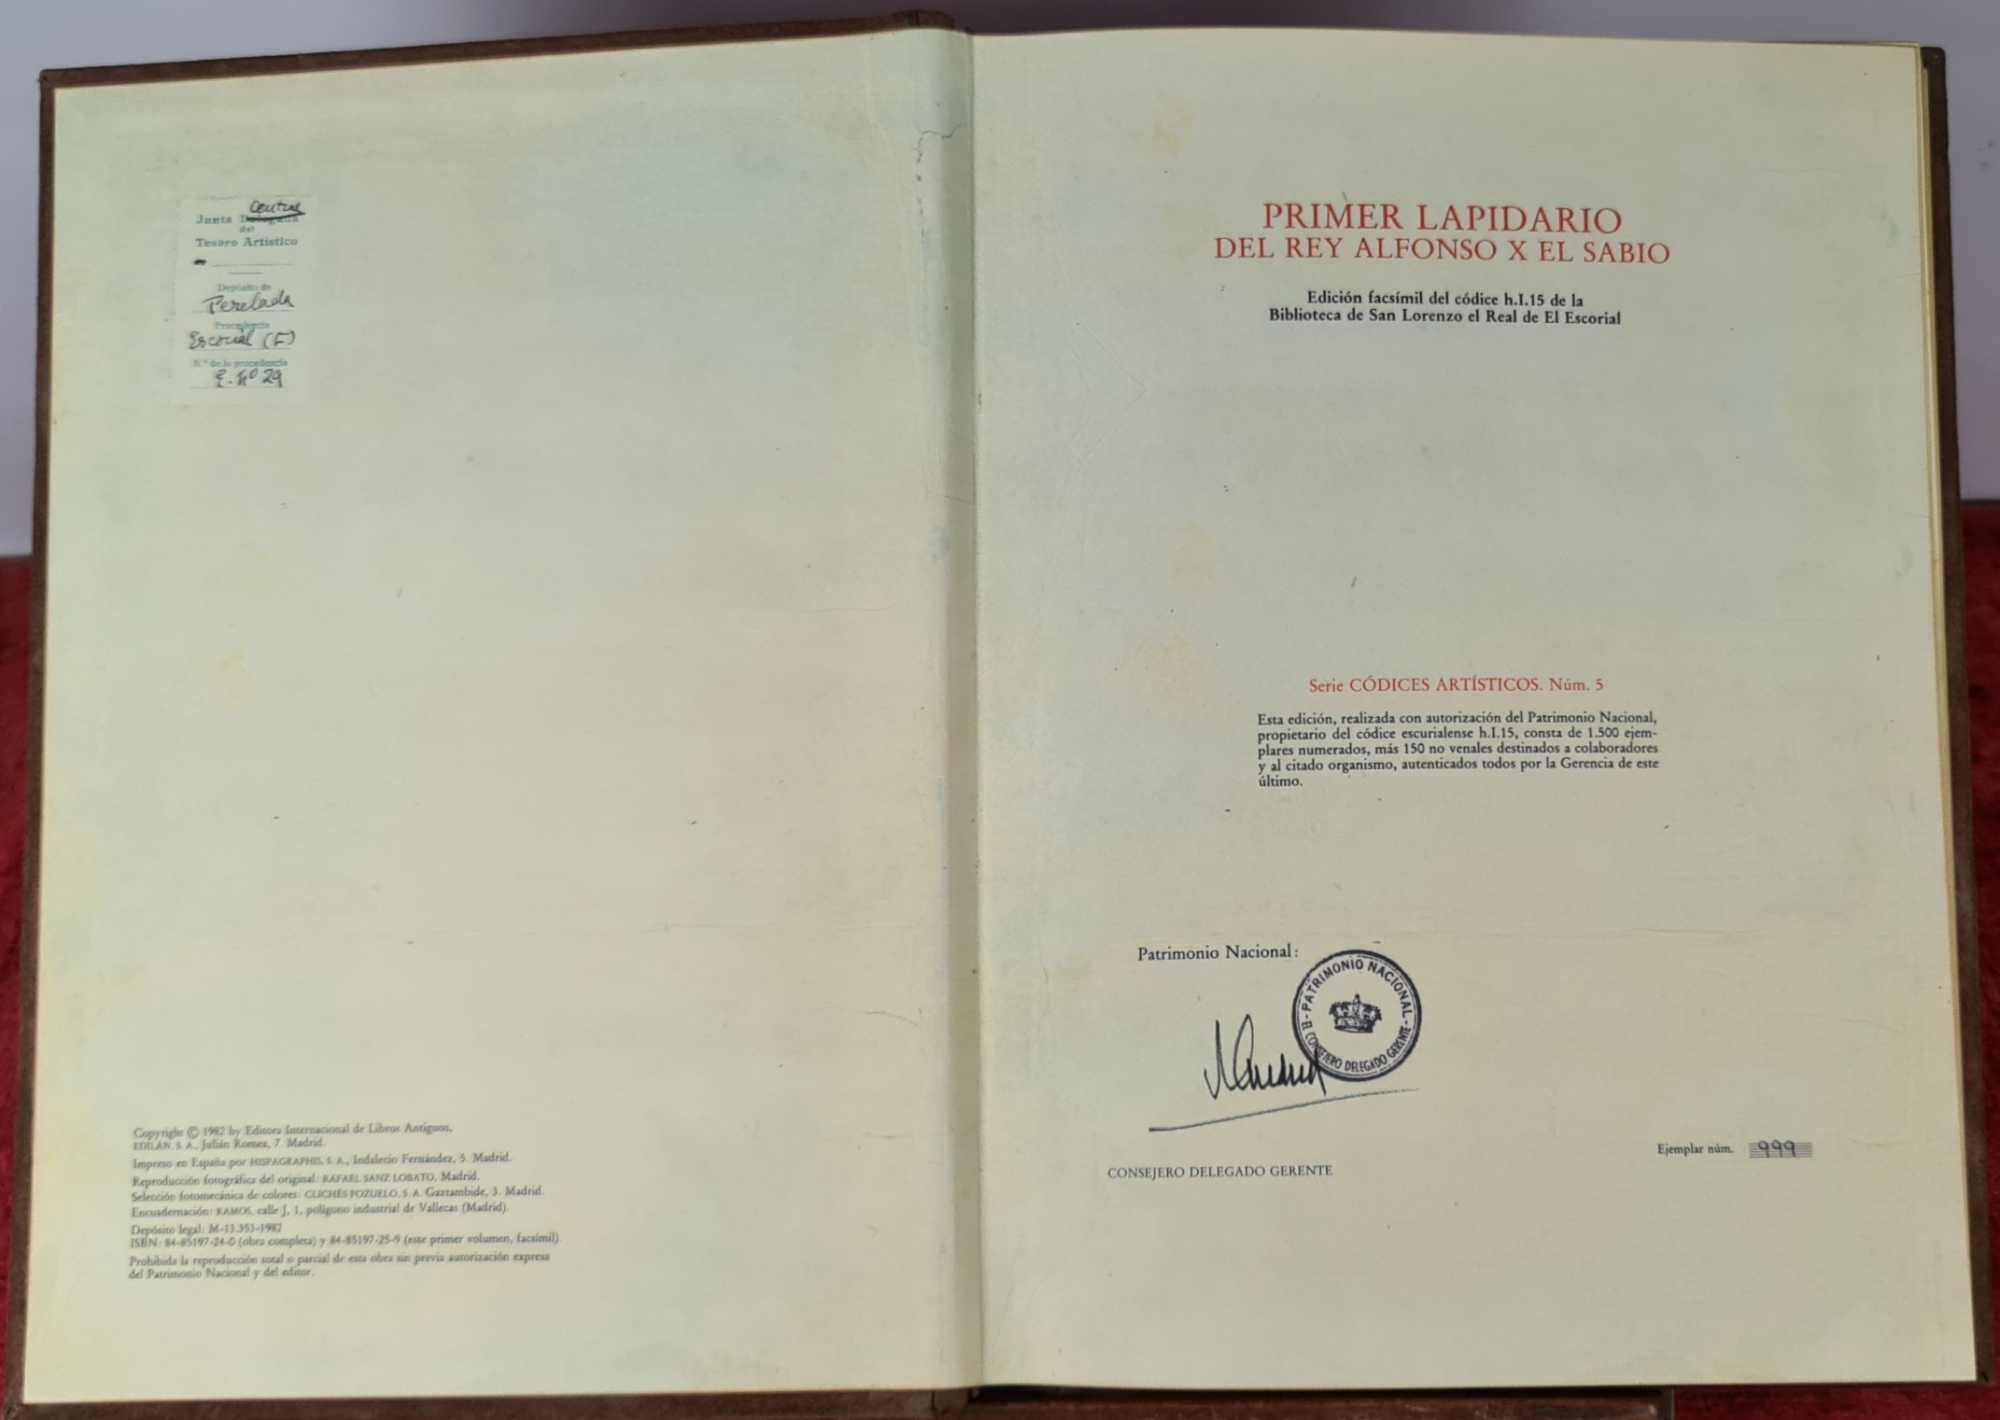 Junta Delegada Central
del
Tesoro Artístico
Depósito de
Perelada
Procedencia
Escorial (F)
N.º de la procedencia
E. Nº 29
Copyright © 1982 by Editora Internacional de Libros Antiguos,
EDILÁN, S. A., Julián Romea, 7. Madrid.
Impreso en España por HISPAGRAPHIS, S. A., Indalecio Fernández, 5. Madrid.
Reproducción fotográfica del original: RAFAEL SANZ LOBATO, Madrid.
Selección fotomecánica de colores: CLICHÉS POZUELO, S. A. Gaztambide, 3. Madrid.
Encuadernación: RAMOS, calle J, 1, polígono industrial de Vallecas (Madrid).
Depósito legal: M-13.353-1982
ISBN: 84-85197-24-0 (obra completa) y 84-85197-25-9 (este primer volumen, facsímil).
Prohibida la reproducción total o parcial de esta obra sin previa autorización expresa
del Patrimonio Nacional y del editor.
PRIMER LAPIDARIO
DEL REY ALFONSO X EL SABIO
Edición facsímil del códice h.I.15 de la
Biblioteca de San Lorenzo el Real de El Escorial
Serie CÓDICES ARTÍSTICOS. Núm. 5
Esta edición, realizada con autorización del Patrimonio Nacional,
propietario del códice escurialense h.I.15, consta de 1.500 ejem-
plares numerados, más 150 no venales destinados a colaboradores
y al citado organismo, autenticados todos por la Gerencia de este
último.
Patrimonio Nacional:
PATRIMONIO NACIONAL
EL CONSEJERO DELEGADO GERENTE
CONSEJERO DELEGADO GERENTE
Ejemplar núm. 999